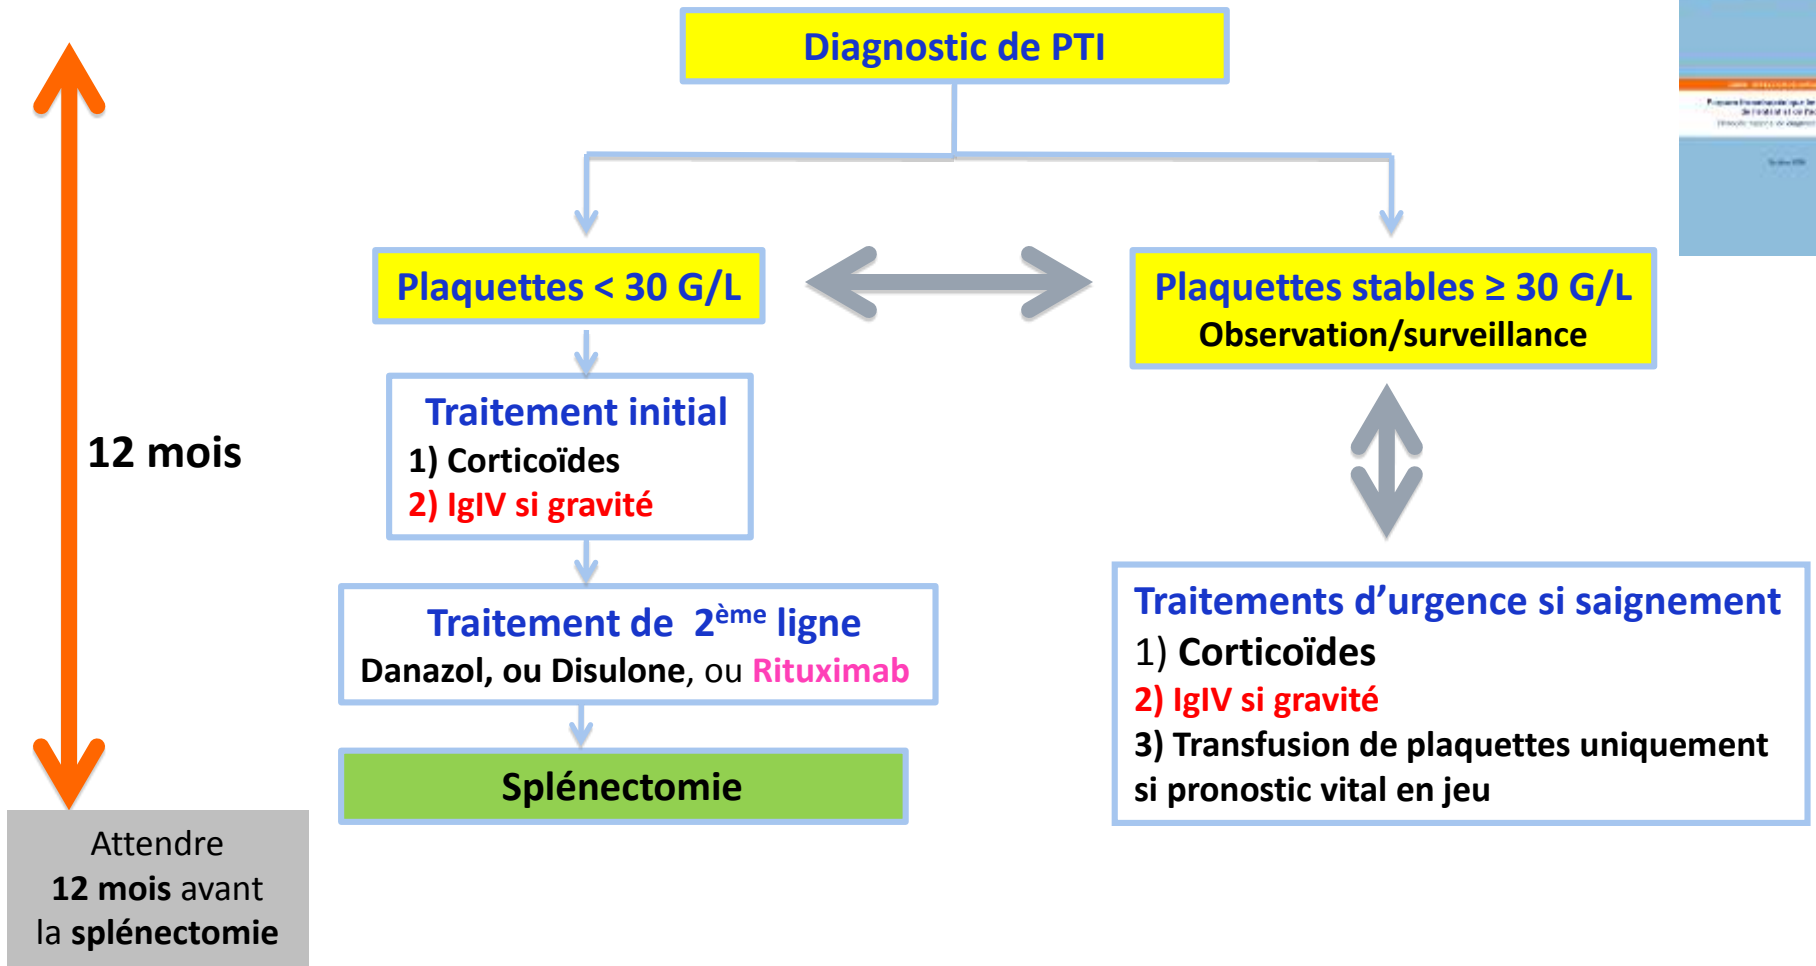 Diagnostic de PTI
Plaquettes < 30 G/L
Plaquettes stables ≥ 30 G/L
Observation/surveillance
12 mois
Traitement initial
1) Corticoïdes
2) IgIV si gravité
Traitement de 2ème ligne
Danazol, ou Disulone, ou Rituximab
Splénectomie
Traitements d’urgence si saignement
1) Corticoïdes
2) IgIV si gravité
3) Transfusion de plaquettes uniquement
si pronostic vital en jeu
Attendre
12 mois avant
la splénectomie